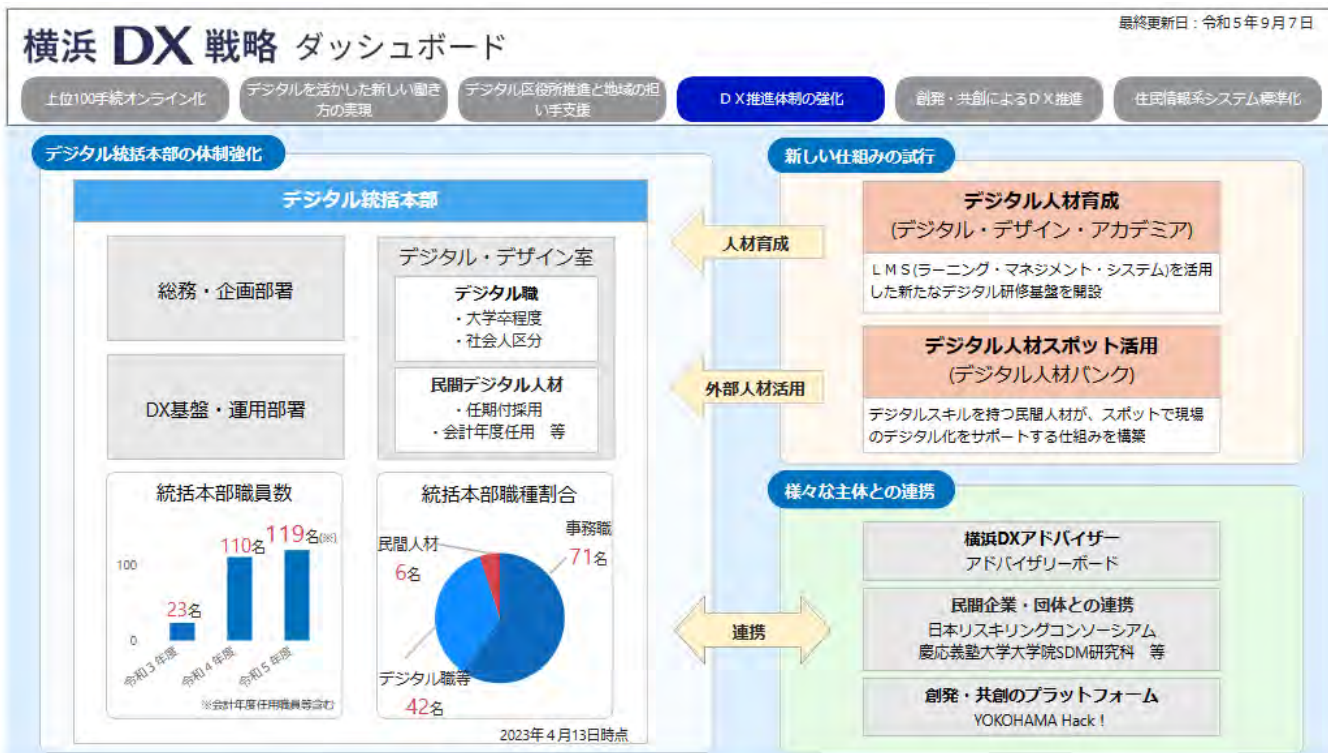 最終更新日：令和５年９月７日
横浜 DX 戦略 ダッシュボード
上位100手続オンライン化
デジタルを活かした新しい働き
方の実現
デジタル区役所推進と地域の担
い手支援
ＤＸ推進体制の強化
創発・共創によるＤＸ推進
住民情報系システム標準化
デジタル統括本部の体制強化
デジタル統括本部
総務・企画部署
DX基盤・運用部署
デジタル・デザイン室
デジタル職
・大学卒程度
・社会人区分
民間デジタル人材
・任期付採用
・会計年度任用　等
統括本部職員数
100
0
23名
110名
119名(※)
令和３年度
令和４年度
令和５年度
※会計年度任用職員等含む
統括本部職種割合
事務職
71名
民間人材
6名
デジタル職等
42名
2023年４月13日時点
人材育成
外部人材活用
連携
新しい仕組みの試行
デジタル人材育成
(デジタル・デザイン・アカデミア)
ＬＭＳ(ラーニング・マネジメント・システム)を活用
した新たなデジタル研修基盤を開設
デジタル人材スポット活用
(デジタル人材バンク)
デジタルスキルを持つ民間人材が、スポットで現場
のデジタル化をサポートする仕組みを構築
様々な主体との連携
横浜DXアドバイザー
アドバイザリーボード
民間企業・団体との連携
日本リスキリングコンソーシアム
慶応義塾大学大学院SDM研究科　等
創発・共創のプラットフォーム
YOKOHAMA Hack！